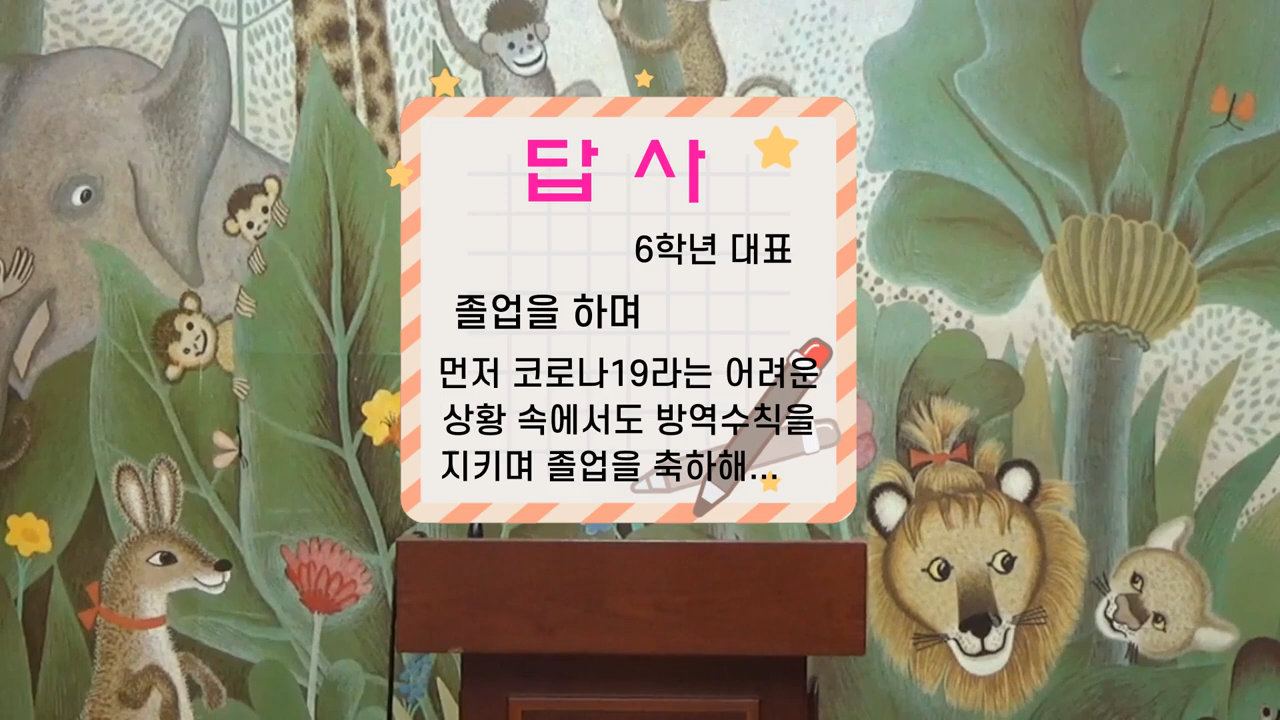 답 사
6학년 대표
졸업을 하며
먼저 코로나19라는 어려운
상황 속에서도 방역수칙을
지키며 졸업을 축하해...